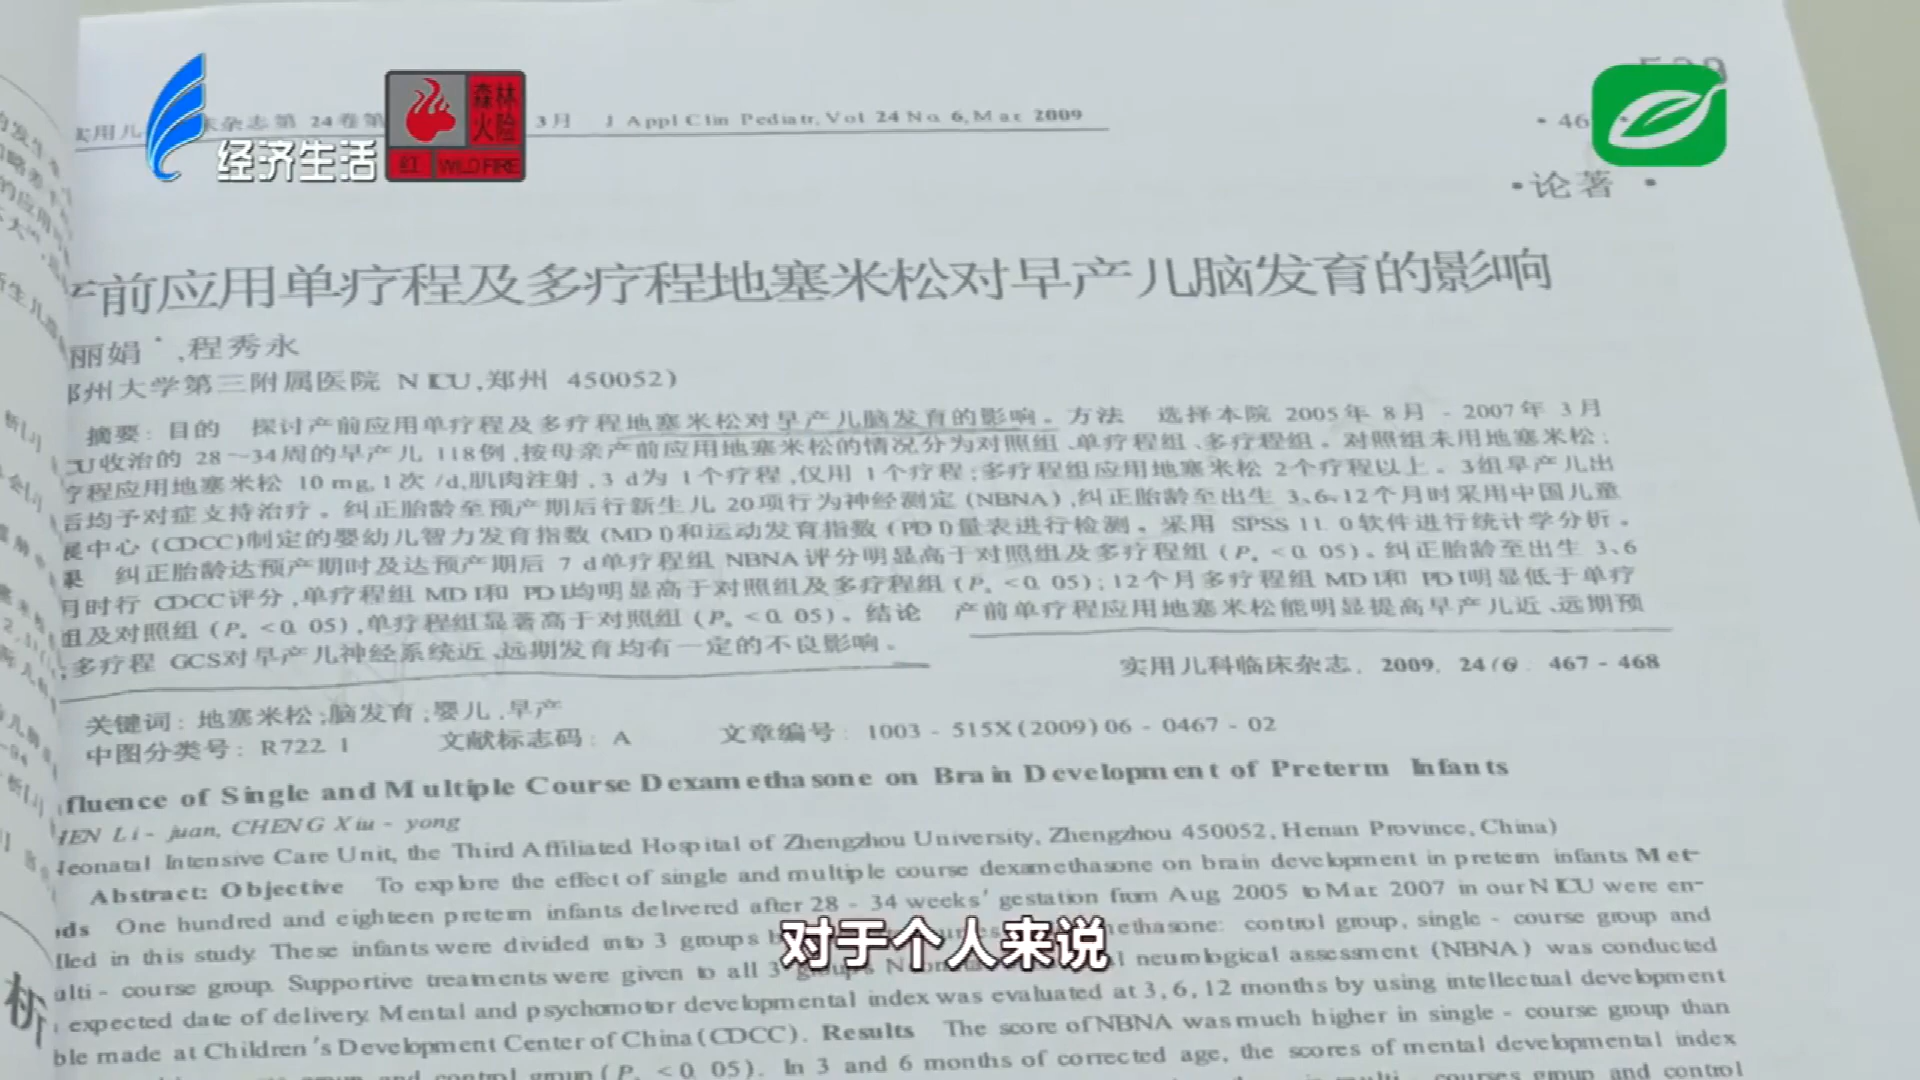 实用儿
床杂志第 24卷第
3月 J Appl Clin Pediatr, Vol 24 No. 6, Mar. 2009
• 46
经济生活
森林火险
红 WILDFIRE
•论著 •
前应用单疗程及多疗程地塞米松对早产儿脑发育的影响
丽娟*,程秀永
州大学第三附属医院 NICU,郑州 450052)
摘要: 目的 探讨产前应用单疗程及多疗程地塞米松对早产儿脑发育的影响。方法 选择本院 2005年 8月 - 2007年 3月
CU收治的 28～34周的早产儿 118例,按母亲产前应用地塞米松的情况分为对照组、单疗程组、多疗程组。对照组未用地塞米松;
疗程应用地塞米松 10 mg,1次 /d,肌肉注射,3 d为 1个疗程,仅用 1个疗程;多疗程组应用地塞米松 2个疗程以上。3组早产儿出
后均予对症支持治疗。纠正胎龄至预产期后行新生儿 20项行为神经测定 (NBNA),纠正胎龄至出生 3、6、12个月时采用中国儿童
展中心 (CDCC)制定的婴幼儿智力发育指数 (MDI)和运动发育指数 (PDI)量表进行检测。采用 SPSS 11.0软件进行统计学分析。
果 纠正胎龄达预产期时及达预产期后 7 d单疗程组 NBNA评分明显高于对照组及多疗程组 (Pa <0.05)。纠正胎龄至出生 3、6
月时行 CDCC评分,单疗程组 MDI和 PDI均明显高于对照组及多疗程组 (Pa <0.05);12个月多疗程组 MDI和 PDI明显低于单疗
组及对照组 (Pa <0.05),单疗程组显著高于对照组 (Pa <0.05)。结论 产前单疗程应用地塞米松能明显提高早产儿近、远期预
;多疗程 GCS对早产儿神经系统近、远期发育均有一定的不良影响。
实用儿科临床杂志, 2009, 24(6): 467 - 468
关键词: 地塞米松;脑发育;婴儿,早产
中图分类号: R722.1 文献标志码: A 文章编号: 1003 - 515X(2009)06 - 0467 - 02
fluence of Single and Multiple Course Dexamethasone on Brain Development of Preterm Infants
HEN Li - juan, CHENG Xiu - yong
Neonatal Intensive Care Unit, the Third Affiliated Hospital of Zhengzhou University, Zhengzhou 450052, Henan Province, China)
Abstract: Objective To explore the effect of single and multiple course dexamethasone on brain development in preterm infants Met-
ds One hundred and eighteen preterm infants delivered after 28 - 34 weeks' gestation from Aug. 2005 to Mar. 2007 in our NICU were en-
lled in this study. These infants were divided into 3 groups control group, single - course group and
ulti - course group. Supportive treatments were given to all 3 groups neurological assessment (NBNA) was conducted
expected date of delivery. Mental and psychomotor developmental index was evaluated at 3, 6, 12 months by using intellectual development
ble made at Children's Development Center of China (CDCC). Results The score of NBNA was much higher in single - course group than
and control group (Pa <0.05). In 3 and 6 months of corrected age, the scores of mental developmental index
courses group and control
对于个人来说